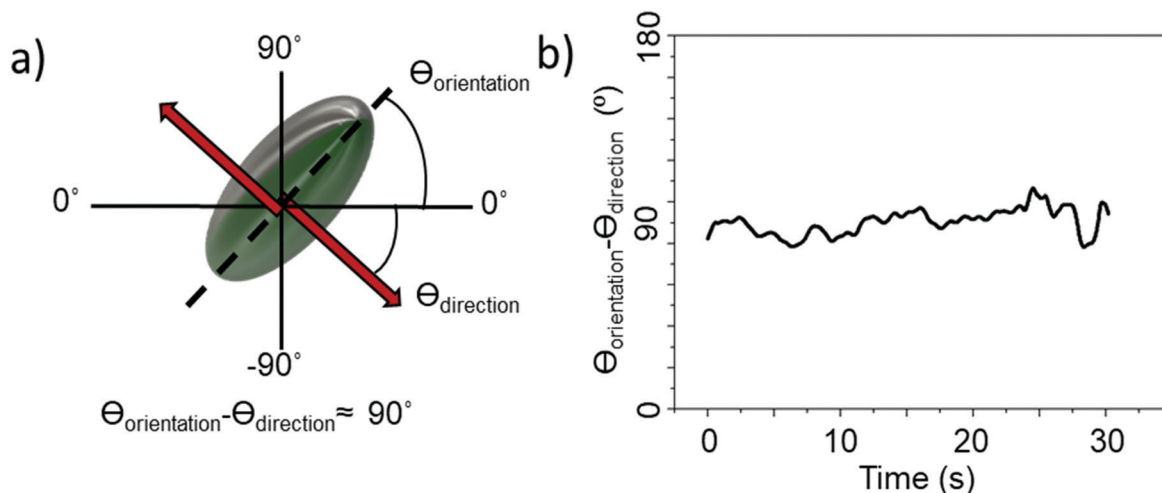 a)
90°
ϴorientation
0°
0°
ϴdirection
-90°
ϴorientation-ϴdirection≈ 90°
b)
ϴorientation-ϴdirection (º)
180
90
0
0
10
20
30
Time (s)